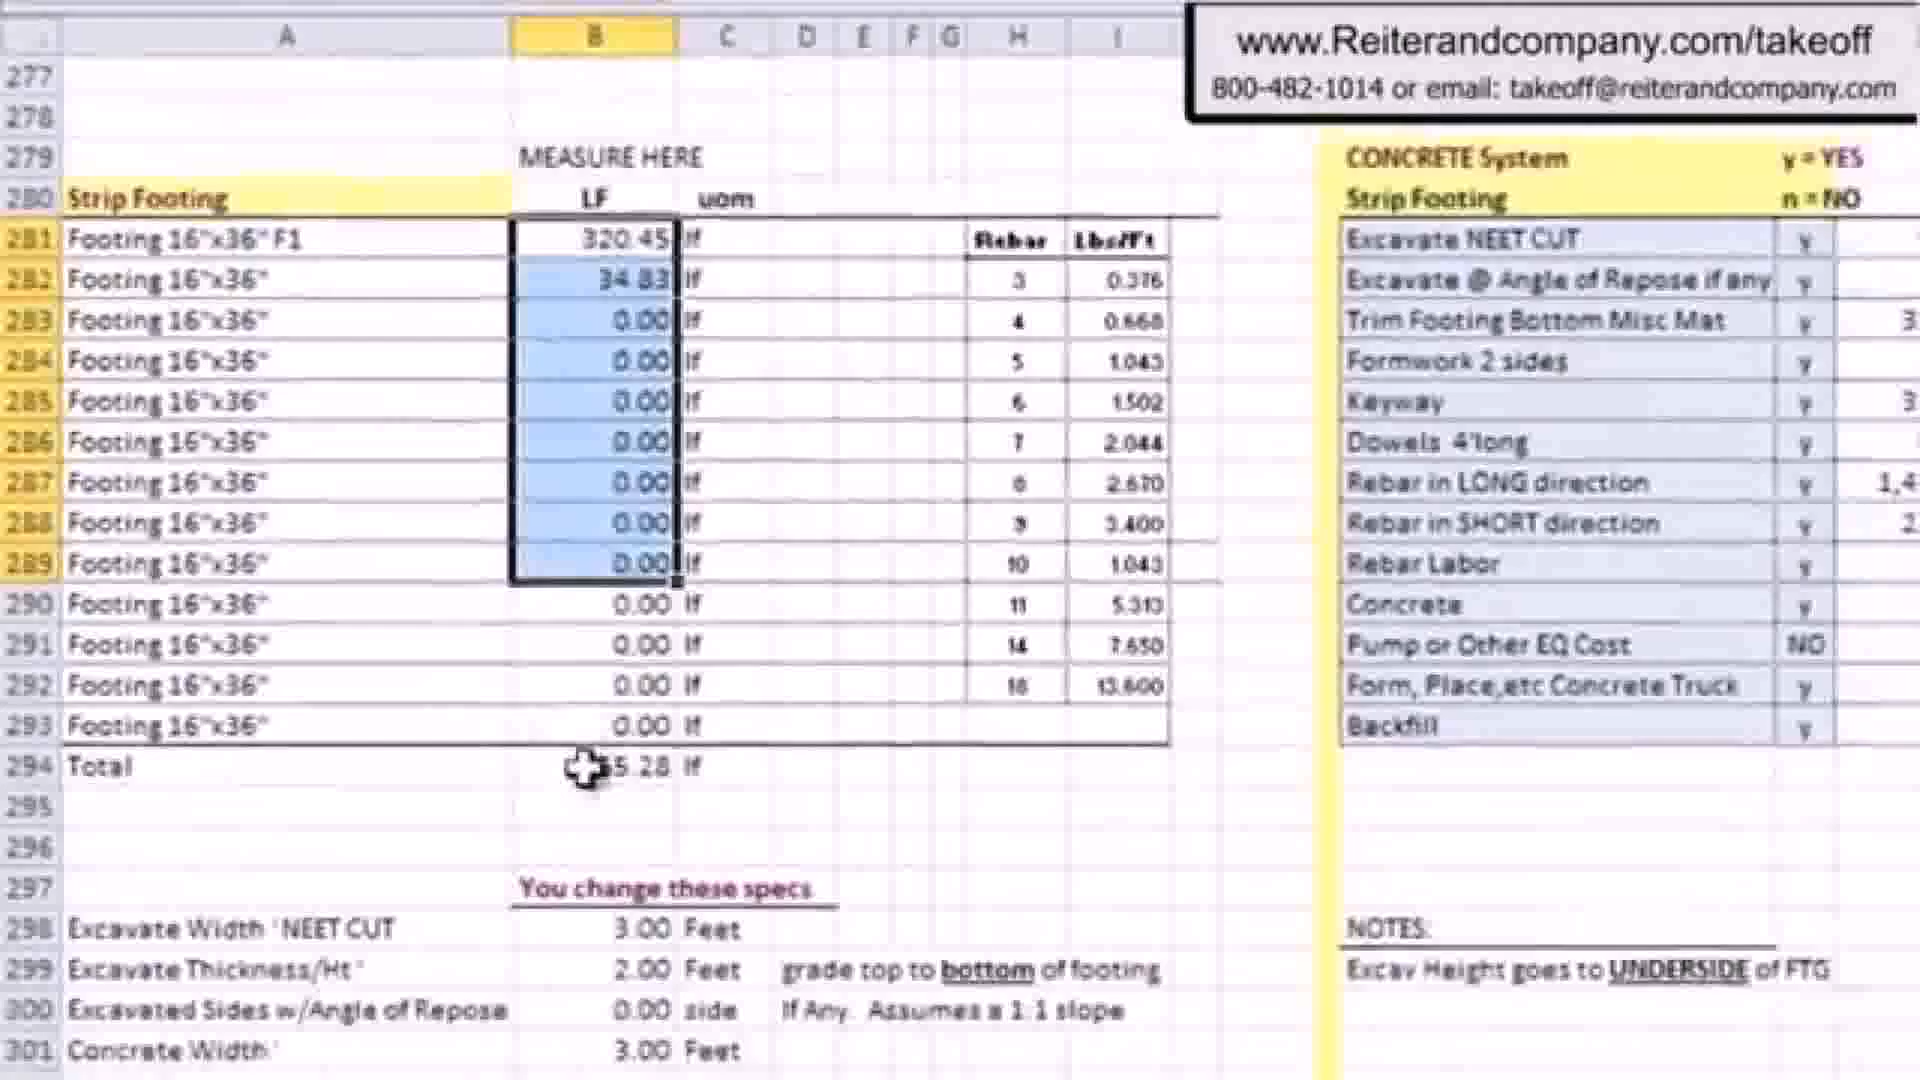 A B C D E F G H I
www.Reiterandcompany.com/takeoff
800-482-1014 or email: takeoff@reiterandcompany.com
277
278
279 MEASURE HERE CONCRETE System y = YES
280 Strip Footing LF uom Strip Footing n = NO
281 Footing 16"x36" F1 320.45 lf Rebar Lbs/Ft Excavate NEET CUT y
282 Footing 16"x36" 34.83 lf 3 0.376 Excavate @ Angle of Repose if any y
283 Footing 16"x36" 0.00 lf 4 0.668 Trim Footing Bottom Misc Mat y 3
284 Footing 16"x36" 0.00 lf 5 1.043 Formwork 2 sides y
285 Footing 16"x36" 0.00 lf 6 1.502 Keyway y 3
286 Footing 16"x36" 0.00 lf 7 2.044 Dowels 4'long y
287 Footing 16"x36" 0.00 lf 8 2.670 Rebar in LONG direction y 1,4
288 Footing 16"x36" 0.00 lf 9 3.400 Rebar in SHORT direction y 2
289 Footing 16"x36" 0.00 lf 10 1.043 Rebar Labor y
290 Footing 16"x36" 0.00 lf 11 5.313 Concrete y
291 Footing 16"x36" 0.00 lf 14 7.650 Pump or Other EQ Cost NO
292 Footing 16"x36" 0.00 lf 18 13.600 Form, Place,etc Concrete Truck y
293 Footing 16"x36" 0.00 lf Backfill y
294 Total 5.28 lf
295
296
297 You change these specs
298 Excavate Width ' NEET CUT 3.00 Feet NOTES:
299 Excavate Thickness/Ht ' 2.00 Feet grade top to bottom of footing Excav Height goes to UNDERSIDE of FTG
300 Excavated Sides w/Angle of Repose 0.00 side If Any. Assumes a 1:1 slope
301 Concrete Width ' 3.00 Feet